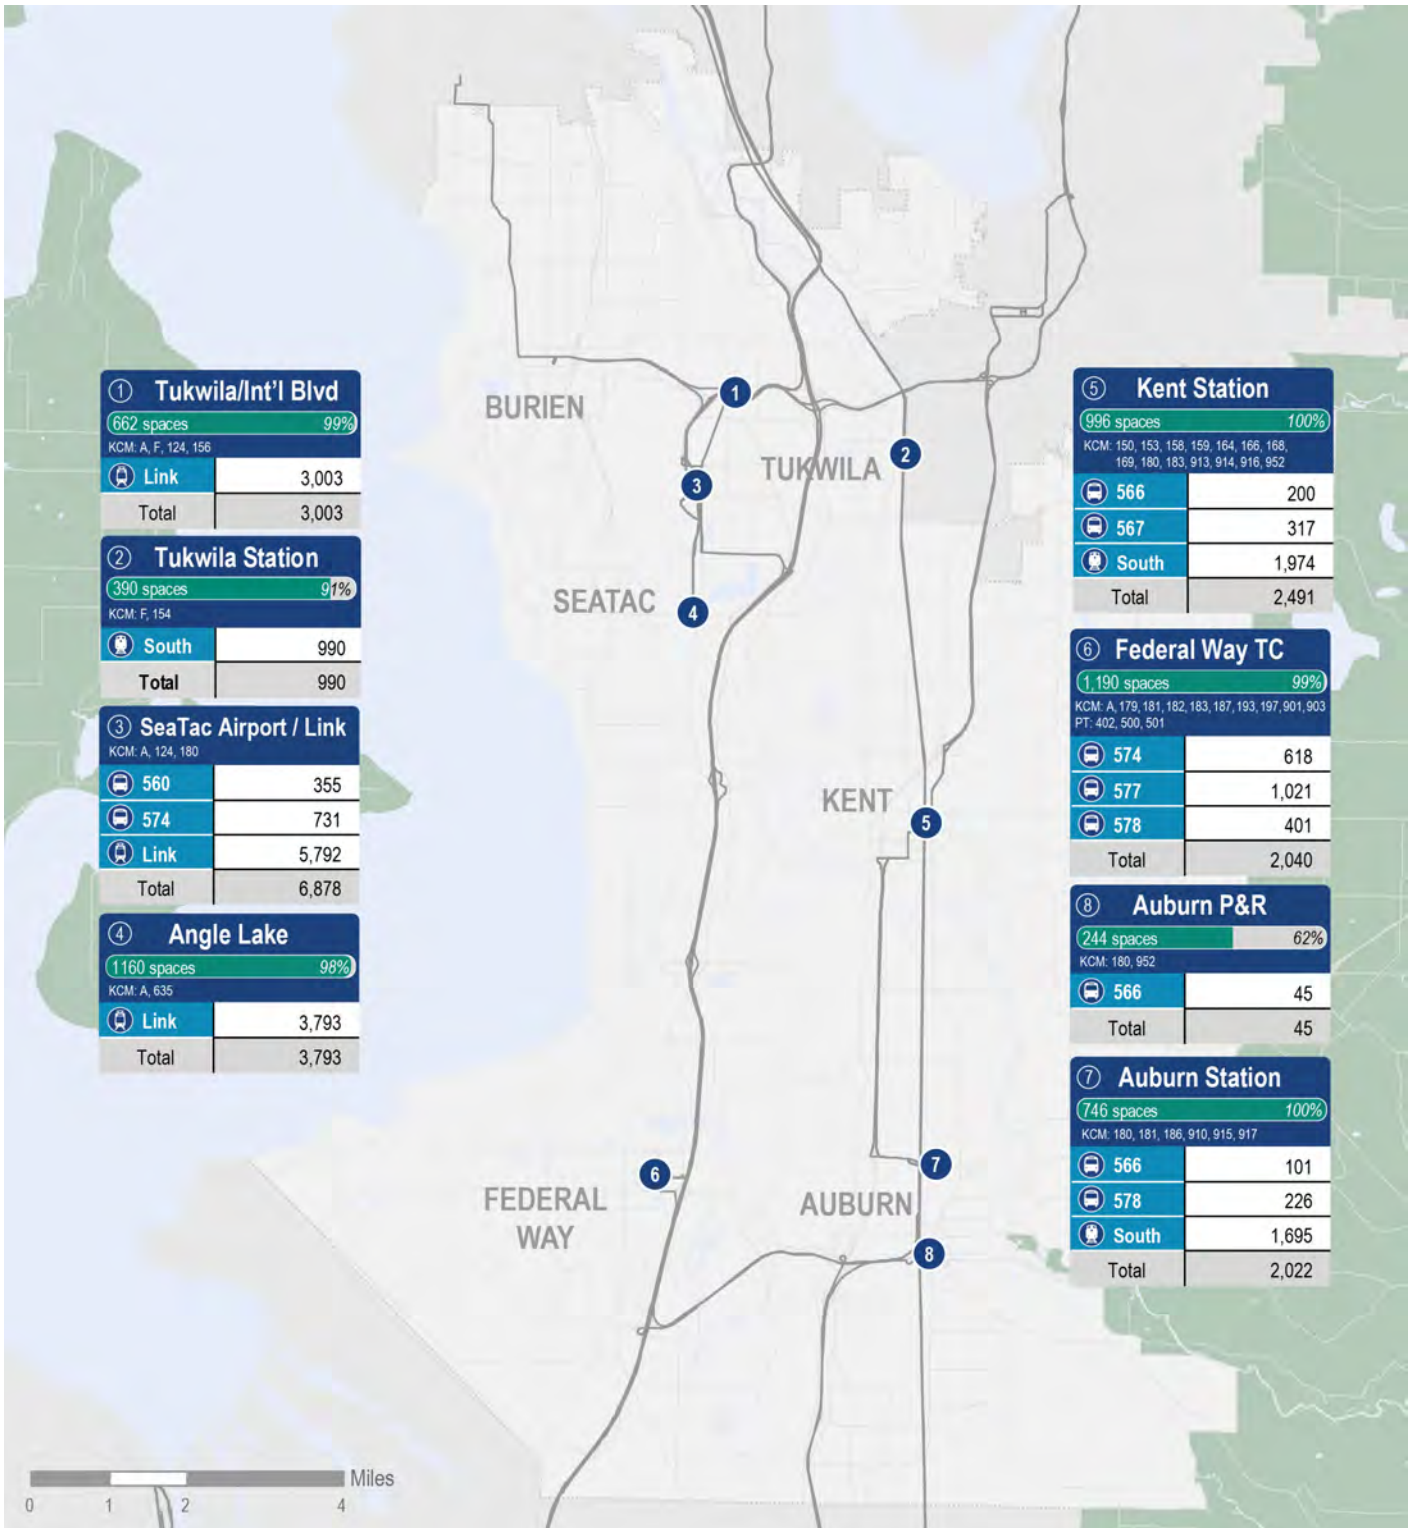 ① Tukwila/Int'l Blvd
662 spaces 99%
KCM: A, F, 124, 156
Link 3,003
Total 3,003
② Tukwila Station
390 spaces 91%
KCM: F, 154
South 990
Total 990
③ SeaTac Airport / Link
KCM: A, 124, 180
560 355
574 731
Link 5,792
Total 6,878
④ Angle Lake
1160 spaces 98%
KCM: A, 635
Link 3,793
Total 3,793
BURIEN
1
TUKWILA
2
3
SEATAC
4
KENT
5
6
FEDERAL
WAY
7
AUBURN
8
⑤ Kent Station
996 spaces 100%
KCM: 150, 153, 158, 159, 164, 166, 168,
169, 180, 183, 913, 914, 916, 952
566 200
567 317
South 1,974
Total 2,491
⑥ Federal Way TC
1,190 spaces 99%
KCM: A, 179, 181, 182, 183, 187, 193, 197, 901, 903
PT: 402, 500, 501
574 618
577 1,021
578 401
Total 2,040
⑧ Auburn P&R
244 spaces 62%
KCM: 180, 952
566 45
Total 45
⑦ Auburn Station
746 spaces 100%
KCM: 180, 181, 186, 910, 915, 917
566 101
578 226
South 1,695
Total 2,022
Miles
0 1 2 4